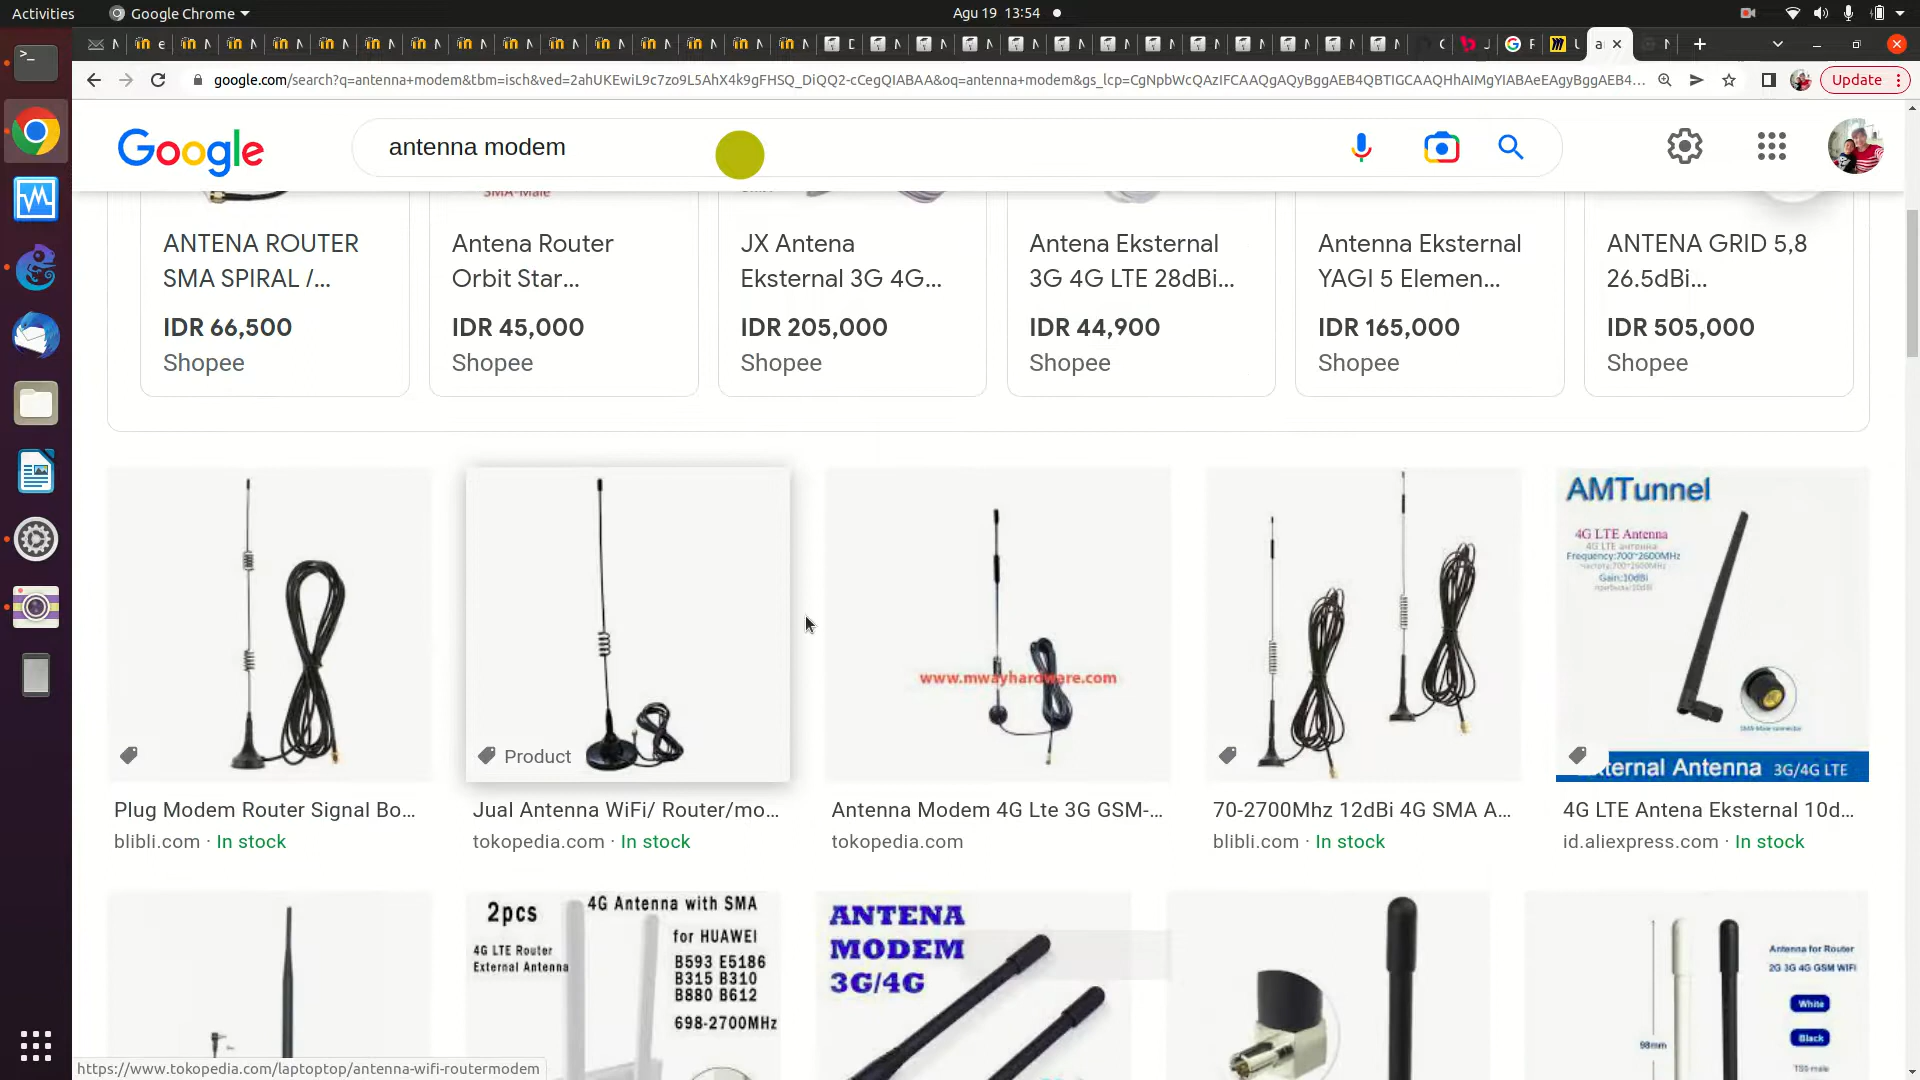 Activities
Google Chrome
Agu 19 13:54
Update
google.com/search?q=antenna+modem&tbm=isch&ved=2ahUKEwiL9c7zo9L5AhX4k9gFHSQ_DiQQ2-cCegQIABAA&oq=antenna+modem&gs_lcp=CgNpbWcQAzIFCAAQgAQyBggAEB4QBTIGCAAQHhAIMgYIABAeEAgyBggAEB4...
Google
antenna modem
SMA-Male
ANTENA ROUTER
SMA SPIRAL /...
IDR 66,500
Shopee
Antena Router
Orbit Star...
IDR 45,000
Shopee
JX Antena
Eksternal 3G 4G...
IDR 205,000
Shopee
Antena Eksternal
3G 4G LTE 28dBi...
IDR 44,900
Shopee
Antenna Eksternal
YAGI 5 Elemen...
IDR 165,000
Shopee
ANTENA GRID 5,8
26.5dBi...
IDR 505,000
Shopee
Product
www.mwayhardware.com
AMTunnel
4G LTE Antenna
Frequency:700~2600MHz
Gain:10dBi
SMA-Male connector
ternal Antenna 3G/4G LTE
Plug Modem Router Signal Bo...
blibli.com · In stock
Jual Antenna WiFi/ Router/mo...
tokopedia.com · In stock
Antenna Modem 4G Lte 3G GSM-...
tokopedia.com
70-2700Mhz 12dBi 4G SMA A...
blibli.com · In stock
4G LTE Antena Eksternal 10d...
id.aliexpress.com · In stock
2pcs
4G LTE Router
External Antenna
4G Antenna with SMA
for HUAWEI
B593 E5186
B315 B310
B880 B612
698-2700MHz
ANTENA
MODEM
3G/4G
Antenna for Router
2G 3G 4G GSM WIFI
White
Black
98mm
TS9 male
https://www.tokopedia.com/laptoptop/antenna-wifi-routermodem